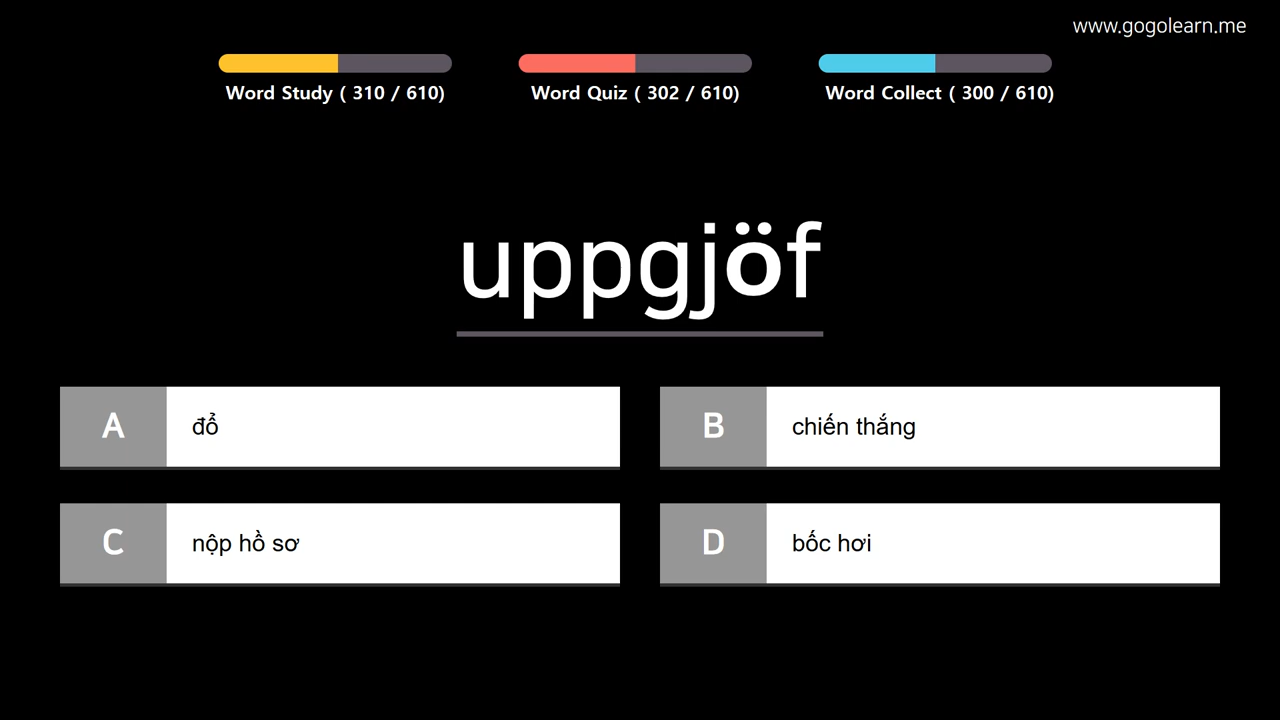 www.gogolearn.me
Word Study ( 310 / 610)
Word Quiz ( 302 / 610)
Word Collect ( 300 / 610)
uppgjöf
A đổ
B chiến thắng
C nộp hồ sơ
D bốc hơi